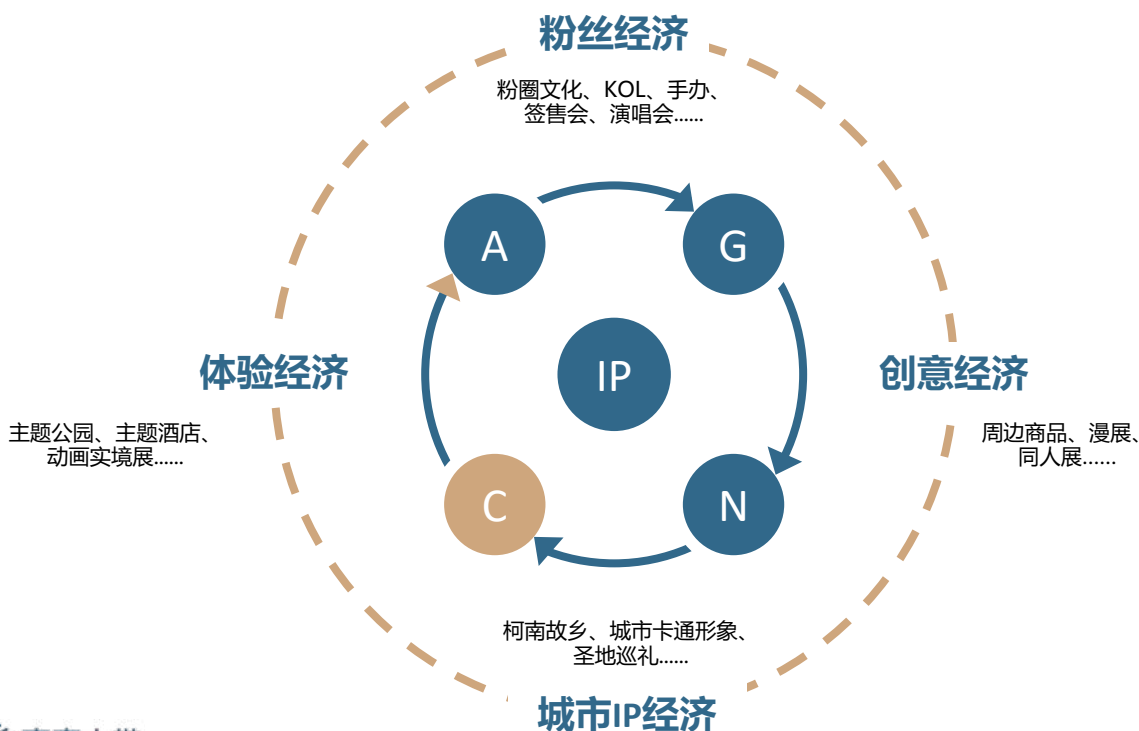 粉丝经济
粉圈文化、KOL、手办、
签售会、演唱会......
A
G
体验经济
IP
创意经济
主题公园、主题酒店、
动画实境展......
周边商品、漫展、
同人展......
C
N
柯南故乡、城市卡通形象、
圣地巡礼......
城市IP经济